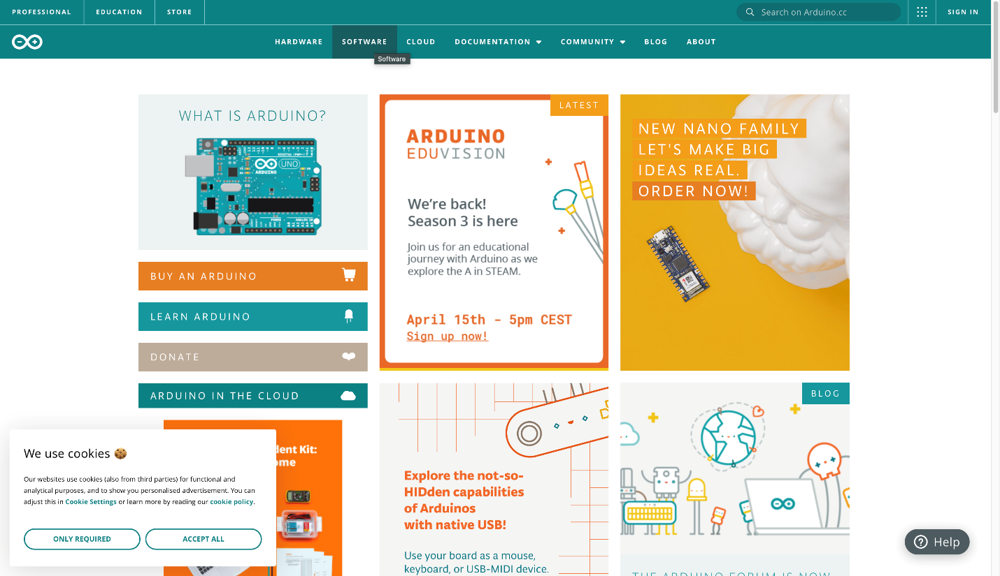 PROFESSIONAL
EDUCATION
STORE
Search on Arduino.cc
SIGN IN
HARDWARE
SOFTWARE
CLOUD
DOCUMENTATION
COMMUNITY
BLOG
ABOUT
Software
WHAT IS ARDUINO?
DIGITAL (PWM~)
UNO
ARDUINO
POWER
ANALOG IN
BUY AN ARDUINO
LEARN ARDUINO
DONATE
ARDUINO IN THE CLOUD
dent Kit:
ome
LATEST
ARDUINO
EDUVISION
We're back!
Season 3 is here
Join us for an educational
journey with Arduino as we
explore the A in STEAM.
April 15th - 5pm CEST
Sign up now!
NEW NANO FAMILY
LET'S MAKE BIG
IDEAS REAL.
ORDER NOW!
Explore the not-so-
HIDden capabilities
of Arduinos
with native USB!
Use your board as a mouse,
keyboard, or USB-MIDI device.
BLOG
THE ARDUINO FORUM IS NOW
We use cookies
Our websites use cookies (also from third parties) for functional and
analytical purposes, and to show you personalised advertisement. You can
adjust this in Cookie Settings or learn more by reading our cookie policy.
ONLY REQUIRED
ACCEPT ALL
Help